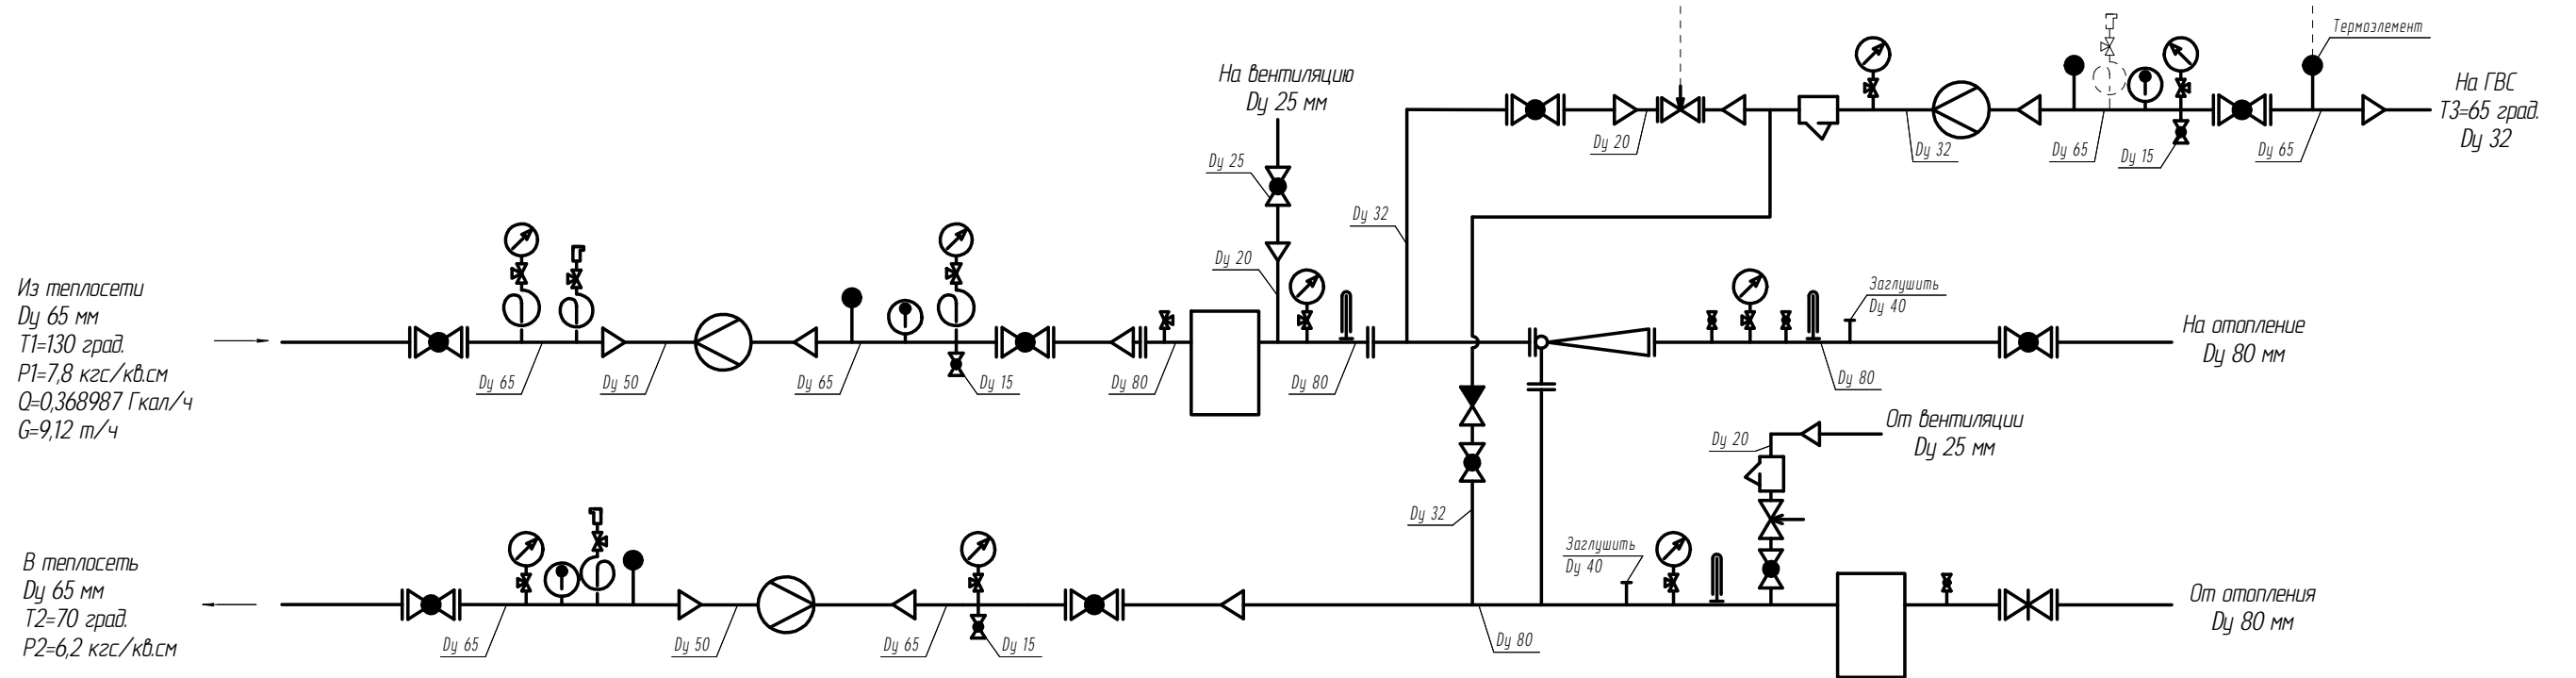 Термоэлемент
На вентиляцию
Dy 25 мм
На ГВС
Т3=65 град.
Dy 32
Dy 20
Dy 32
Dy 65
Dy 15
Dy 65
Dy 25
Dy 32
Dy 20
Из теплосети
Dy 65 мм
Т1=130 град.
Р1=7,8 кгс/кв.см
Q=0,368987 Гкал/ч
G=9,12 т/ч
Заглушить
Dy 40
На отопление
Dy 80 мм
Dy 65
Dy 50
Dy 65
Dy 15
Dy 80
Dy 80
Dy 80
От вентиляции
Dy 25 мм
Dy 20
Dy 32
Заглушить
Dy 40
В теплосеть
Dy 65 мм
Т2=70 град.
Р2=6,2 кгс/кв.см
От отопления
Dy 80 мм
Dy 65
Dy 50
Dy 65
Dy 15
Dy 80